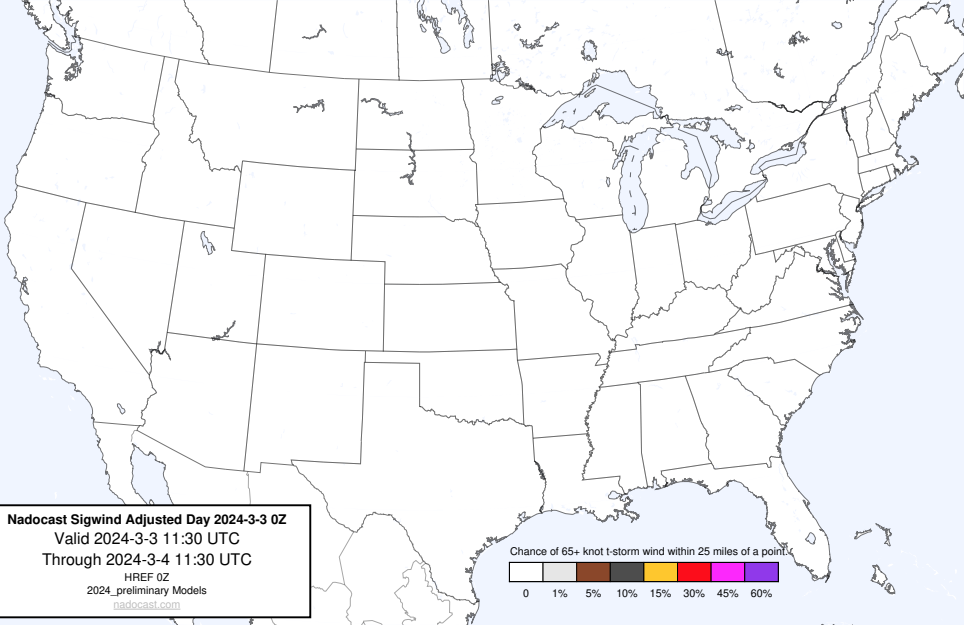 Nadocast Sigwind Adjusted Day 2024-3-3 0Z
Valid 2024-3-3 11:30 UTC
Through 2024-3-4 11:30 UTC
HREF 0Z
2024_preliminary Models
nadocast.com
Chance of 65+ knot t-storm wind within 25 miles of a point.
0 1% 5% 10% 15% 30% 45% 60%